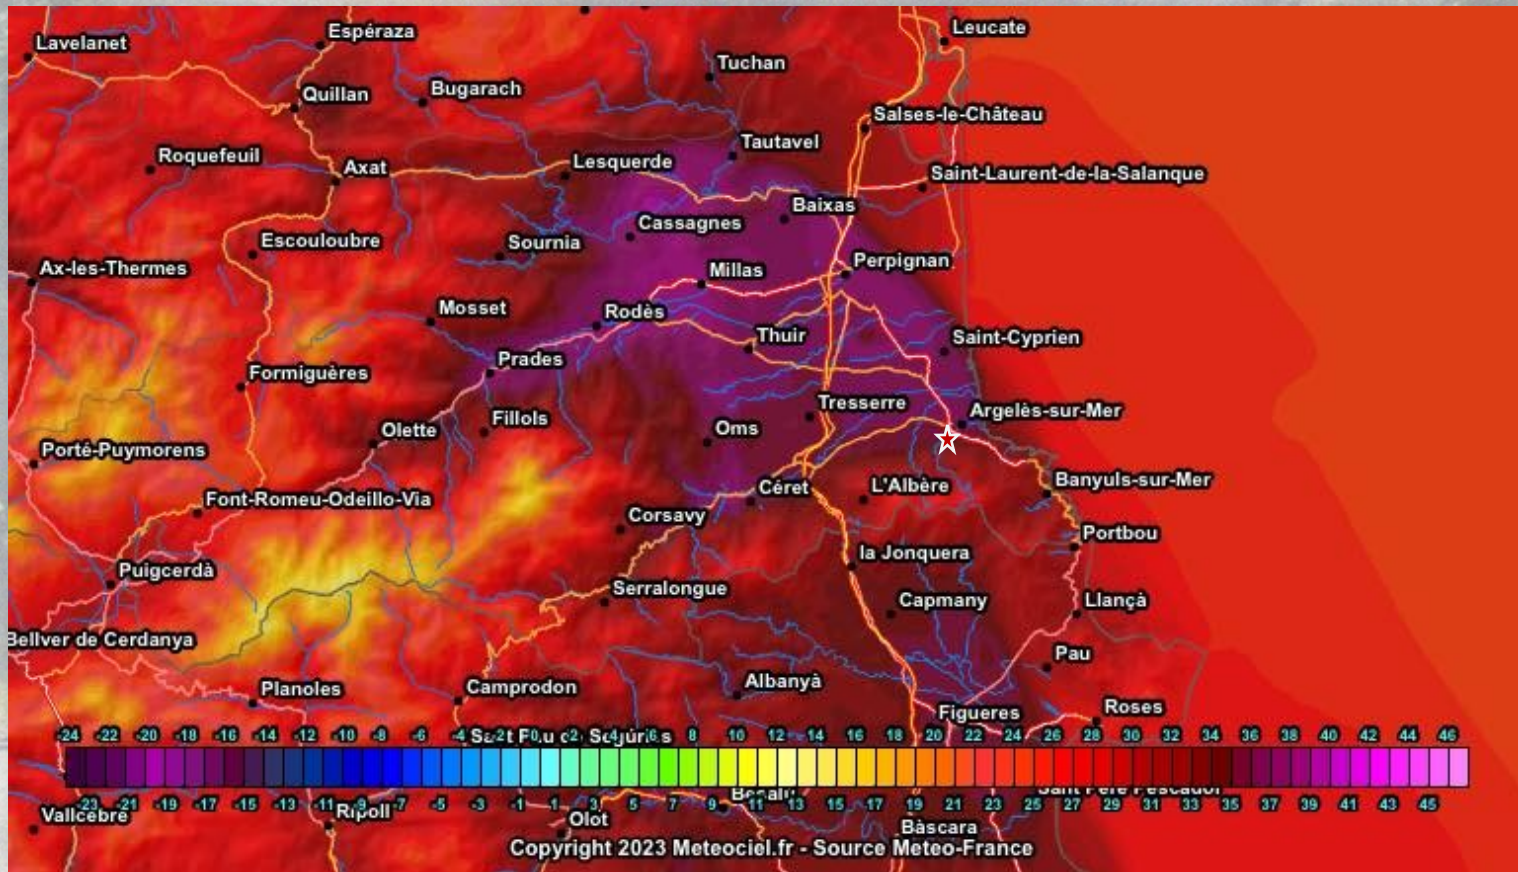 Leucate
Espéraza
Lavelanet
Tuchan
Bugarach
Quillan
Salses-le-Château
Tautavel
Roquefeuil
Lesquerde
Axat
Saint-Laurent-de-la-Salanque
Baixas
Cassagnes
Escouloubre
Sournia
Ax-les-Thermes
Millas
Perpignan
Mosset
Rodès
Thuir
Saint-Cyprien
Prades
Formiguères
Tresserre
Argelès-sur-Mer
Fillols
Olette
Oms
Porté-Puymorens
Céret
L'Albère
Banyuls-sur-Mer
Font-Romeu-Odeillo-Via
Corsavy
Portbou
la Jonquera
Puigcerdà
Serralongue
Capmany
Llançà
Bellver de Cerdanya
Pau
Planoles
Camprodon
Albanyà
Figueres
Roses
-24 -22 -20 -18 -16 -14 -12 -10 -8 -6 -4 -2 0 2 4 6 8 10 12 14 16 18 20 22 24 26 28 30 32 34 36 38 40 42 44 46
-23 -21 -19 -17 -15 -13 -11 -9 -7 -5 -3 -1 1 3 5 7 9 11 13 15 17 19 21 23 25 27 29 31 33 35 37 39 41 43 45
Vallcebre
Ripoll
Olot
Bàscara
Copyright 2023 Meteociel.fr - Source Meteo-France